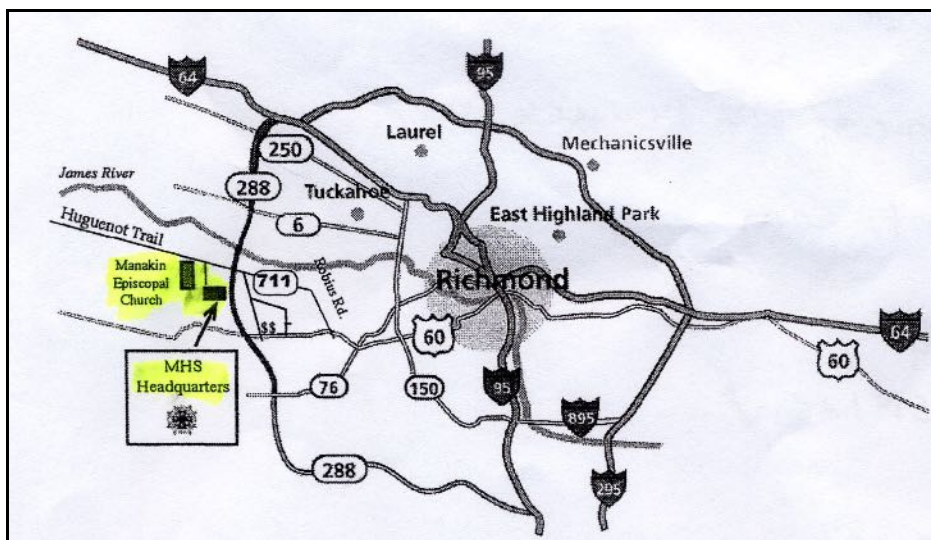 64
95
Laurel
Mechanicsville
250
James River
288
Tuckahoe
Huguenot Trail
6
East Highland Park
Manakin
Episcopal
Church
711
Robius Rd.
Richmond
$$
60
64
60
MHS
Headquarters
76
150
95
895
288
295